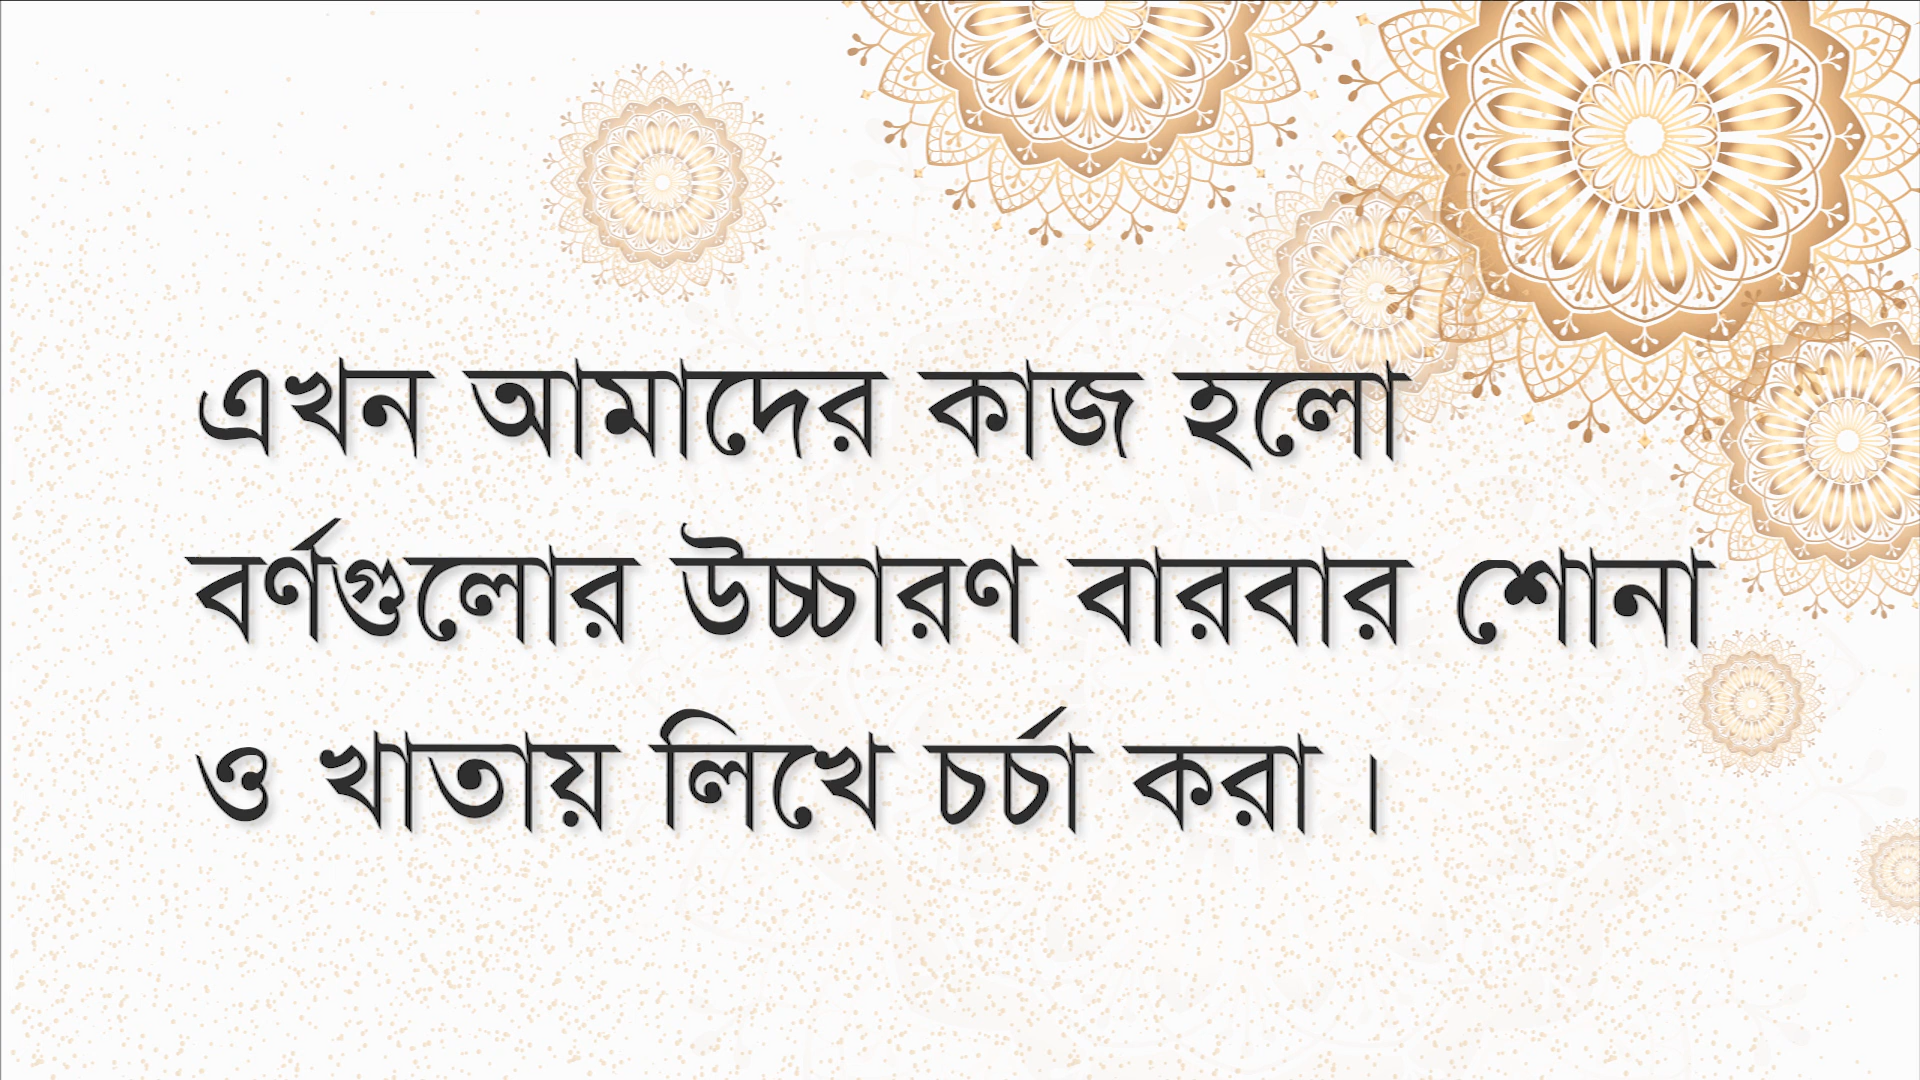 এখন আমাদের কাজ হলো
বর্ণগুলোর উচ্চারণ বারবার শোনা
ও খাতায় লিখে চর্চা করা।